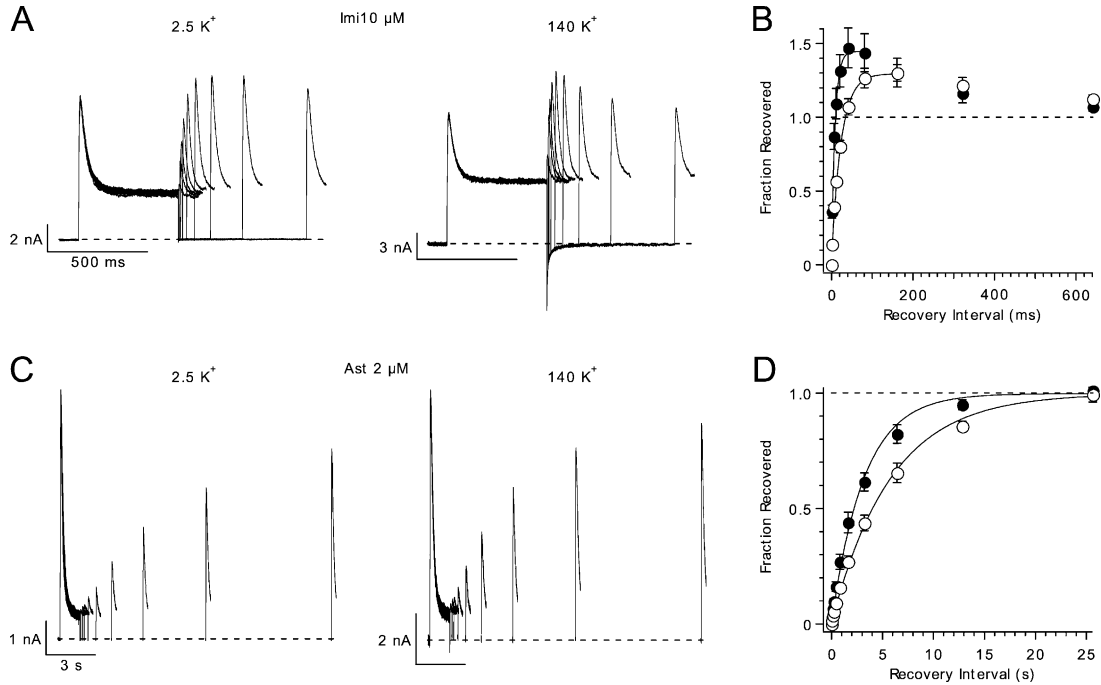 A
Imi10 µM
2.5 K+
140 K+
2 nA
500 ms
3 nA
B
Fraction Recovered
1.5
1.0
0.5
0
0
200
400
600
Recovery Interval (ms)
C
Ast 2 µM
2.5 K+
140 K+
1 nA
3 s
2 nA
D
Fraction Recovered
1.0
0.5
0
0
5
10
15
20
25
Recovery Interval (s)